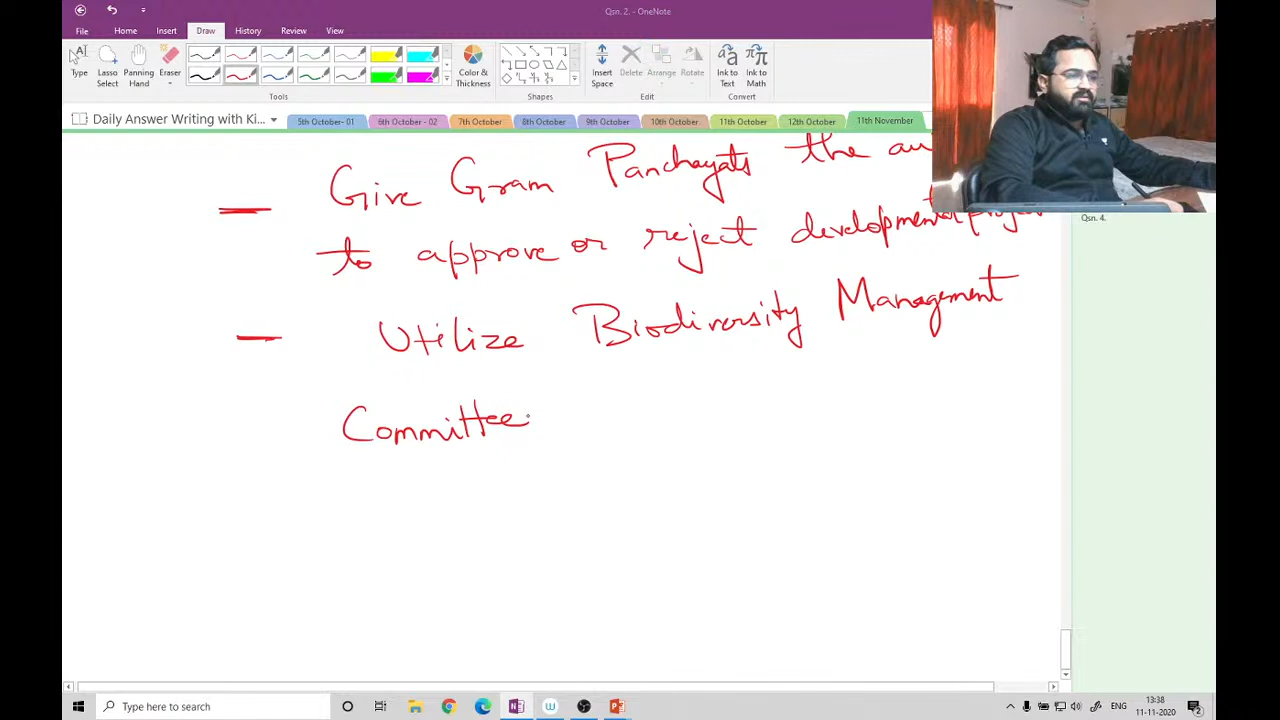 Qsn. 2. - OneNote
File Home Insert Draw History Review View
Type Lasso Select Panning Hand Eraser Color & Thickness Insert Space Delete Arrange Rotate Ink to Text Ink to Math
Tools Shapes Edit Convert
Daily Answer Writing with Ki... 5th October- 01 6th October - 02 7th October 8th October 9th October 10th October 11th October 12th October 11th November
— Give Gram Panchayats the au
Qsn. 4.
to approve or reject developmental project
— Utilize Biodiversity Management
Committee
Type here to search
ENG 13:38 11-11-2020 2